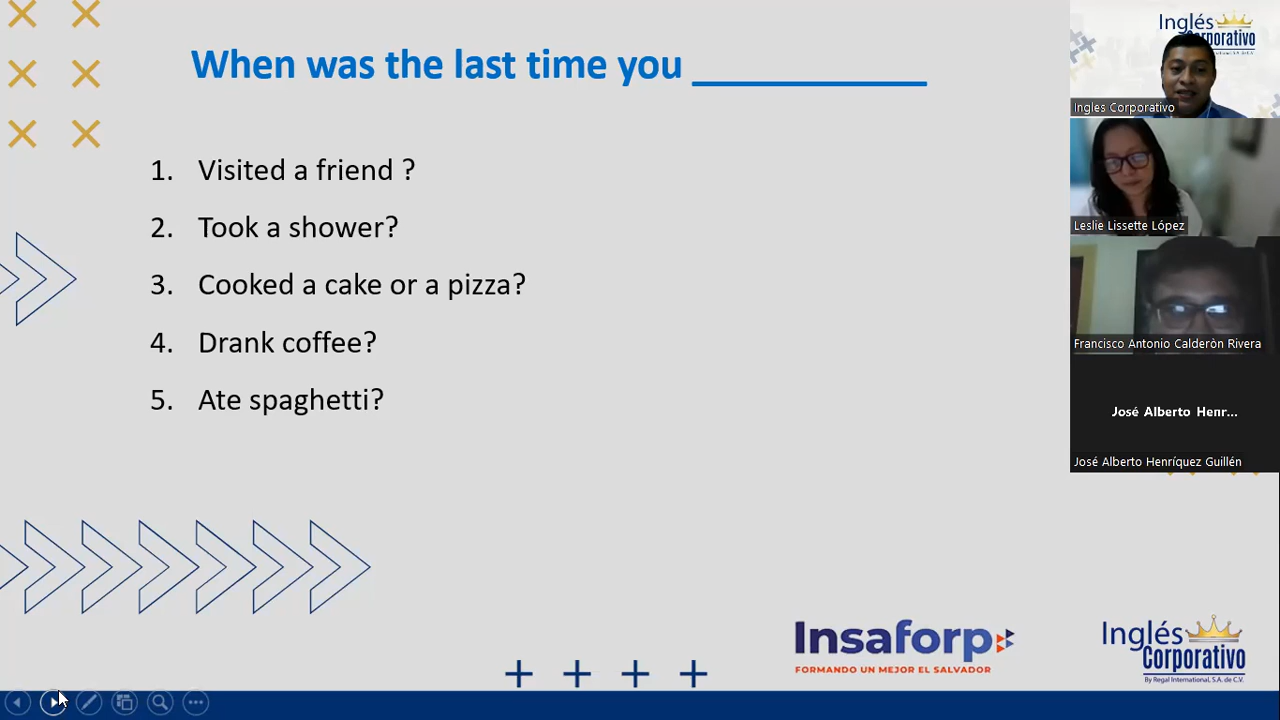 When was the last time you ___________
1. Visited a friend ?
2. Took a shower?
3. Cooked a cake or a pizza?
4. Drank coffee?
5. Ate spaghetti?
Inglés
Corporativo
Ingles Corporativo
Leslie Lissette López
Francisco Antonio Calderòn Rivera
José Alberto Henr...
José Alberto Henríquez Guillén
Insaforp
FORMANDO UN MEJOR EL SALVADOR
Inglés
Corporativo
By Regal International, S.A. de C.V.